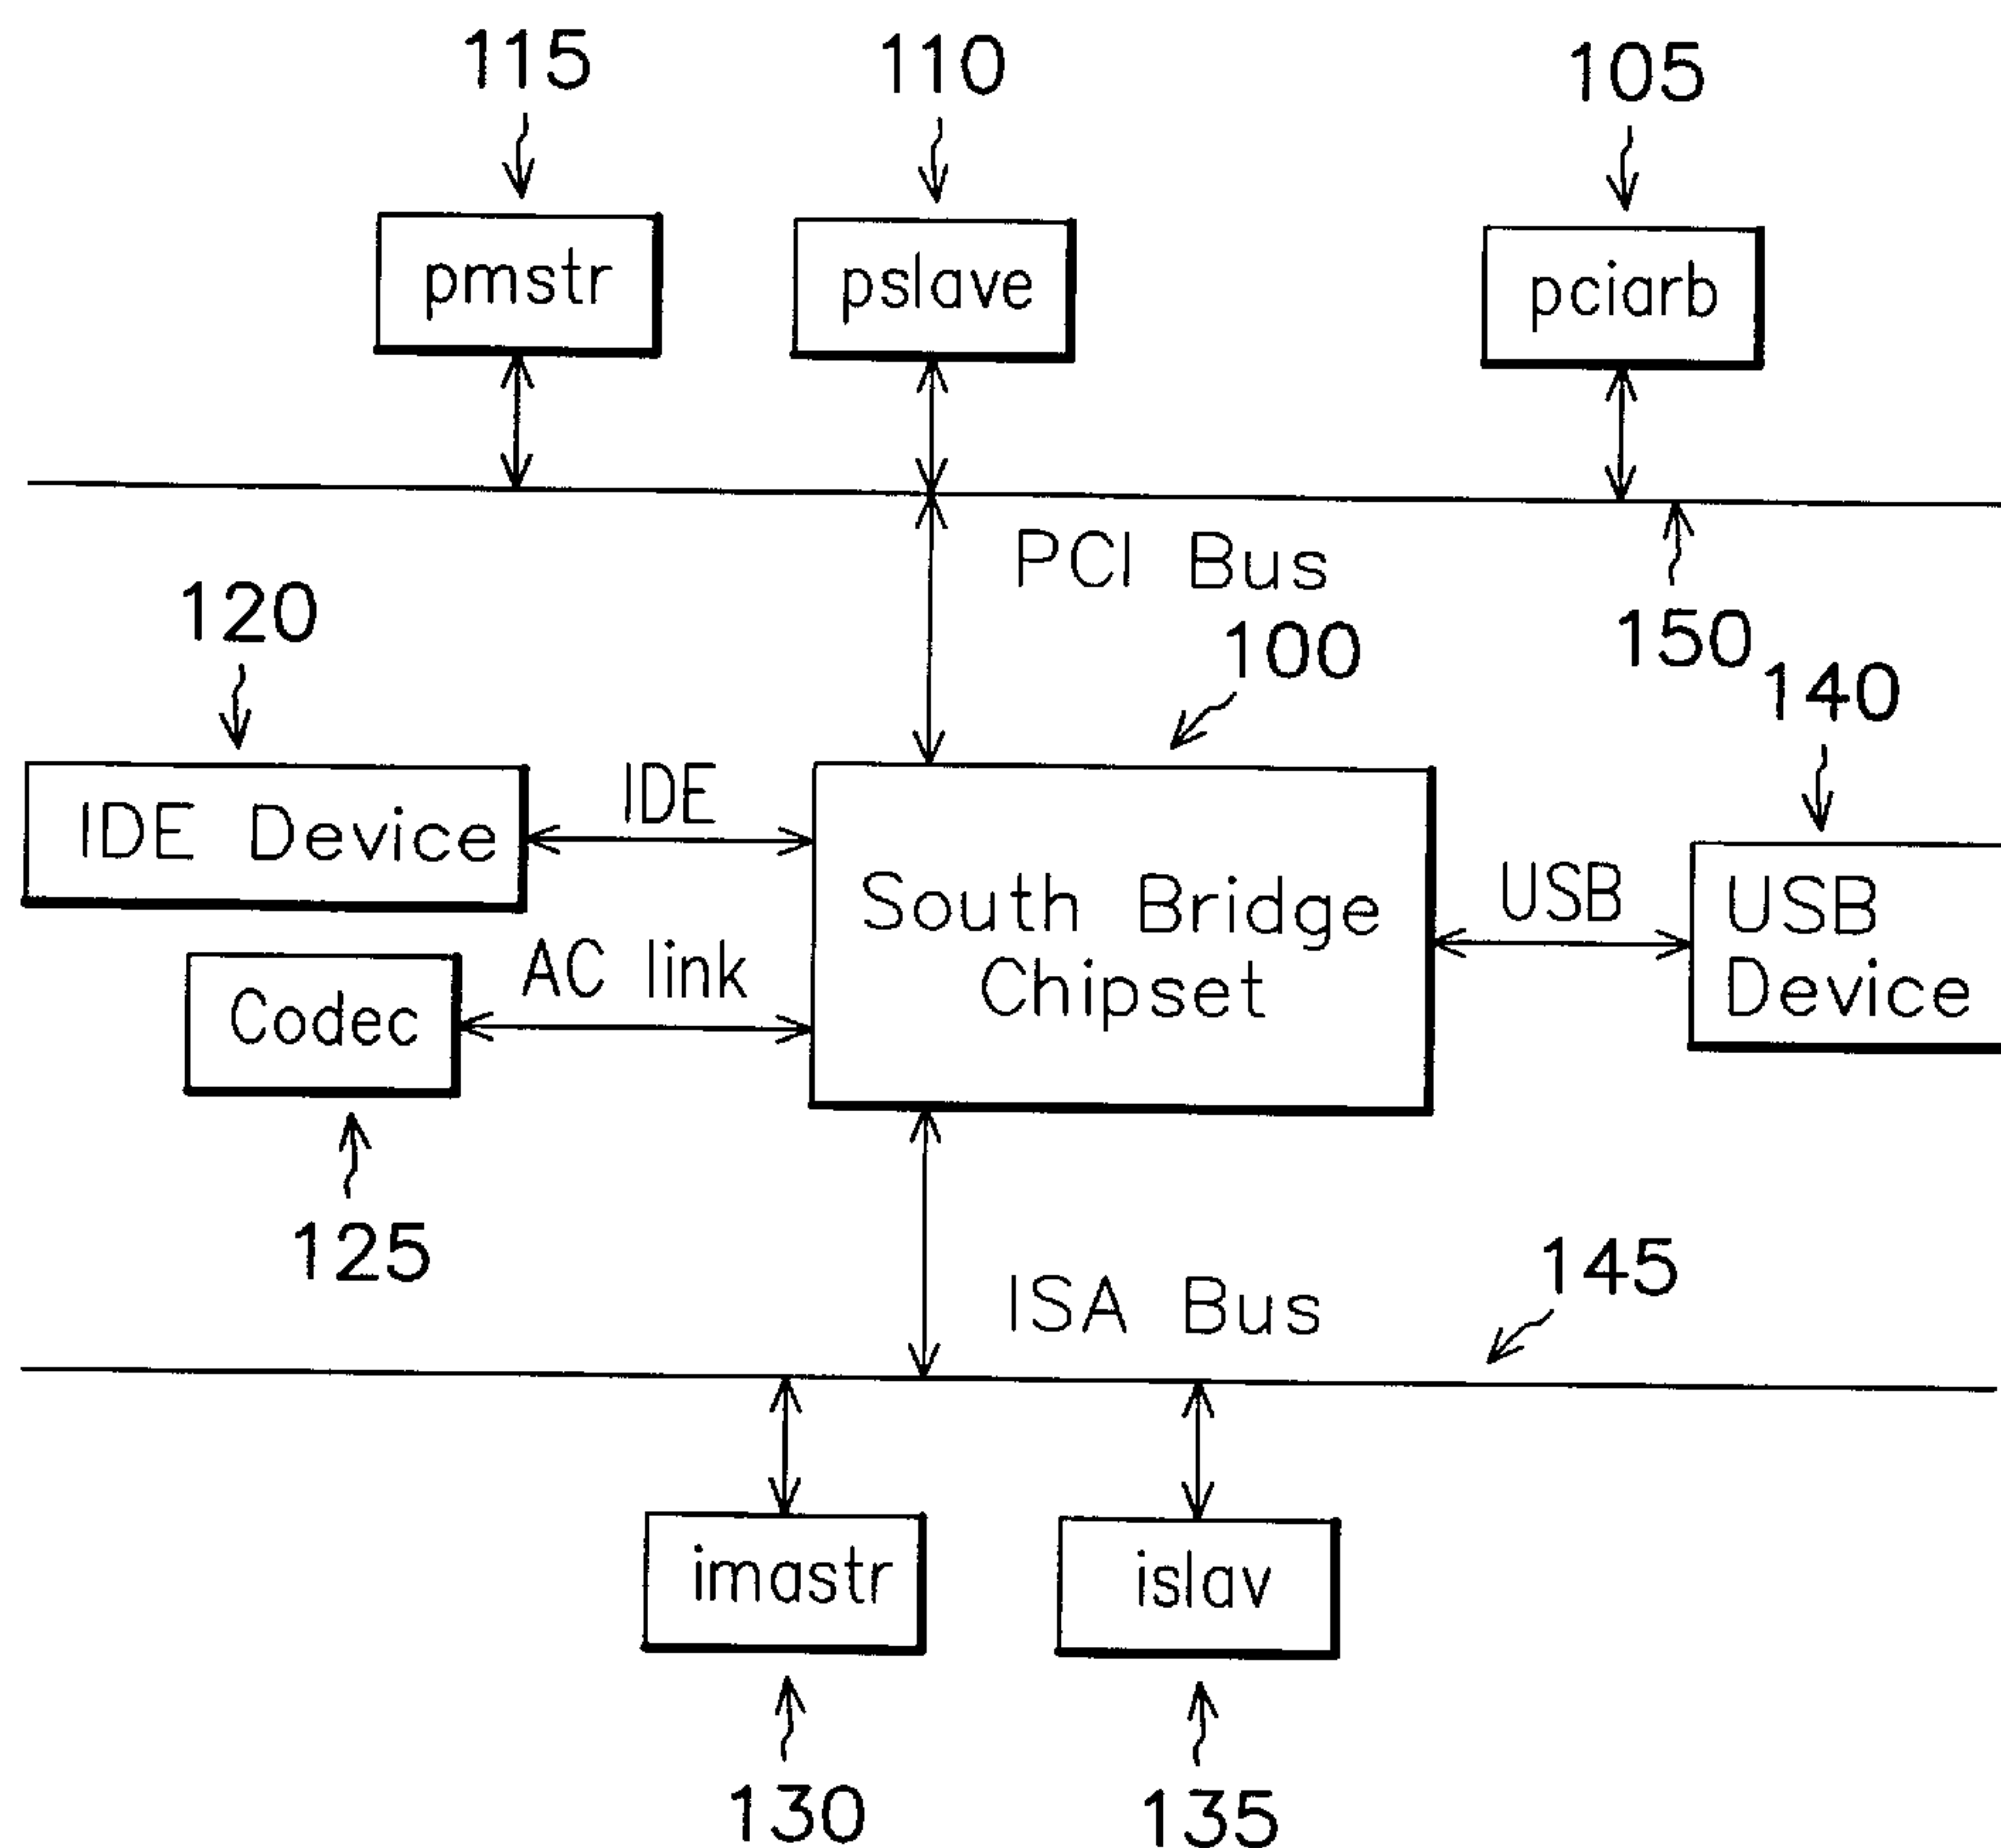 115
110
105
pmstr
pslave
pciarb
PCI Bus
120
100
150
140
IDE Device
IDE
South Bridge
Chipset
USB
USB
Device
AC link
Codec
125
ISA Bus
145
imastr
islav
130
135